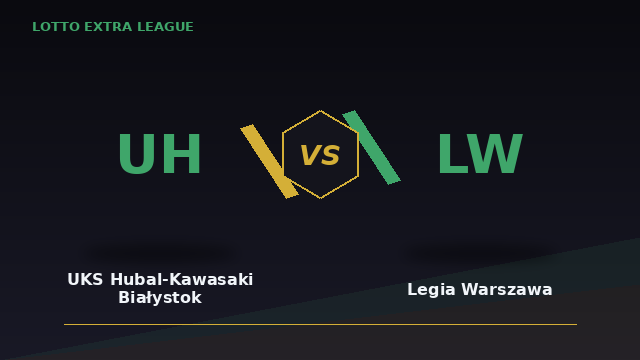 LOTTO EXTRA LEAGUE
UH
VS
LW
UKS Hubal-Kawasaki
Białystok
Legia Warszawa